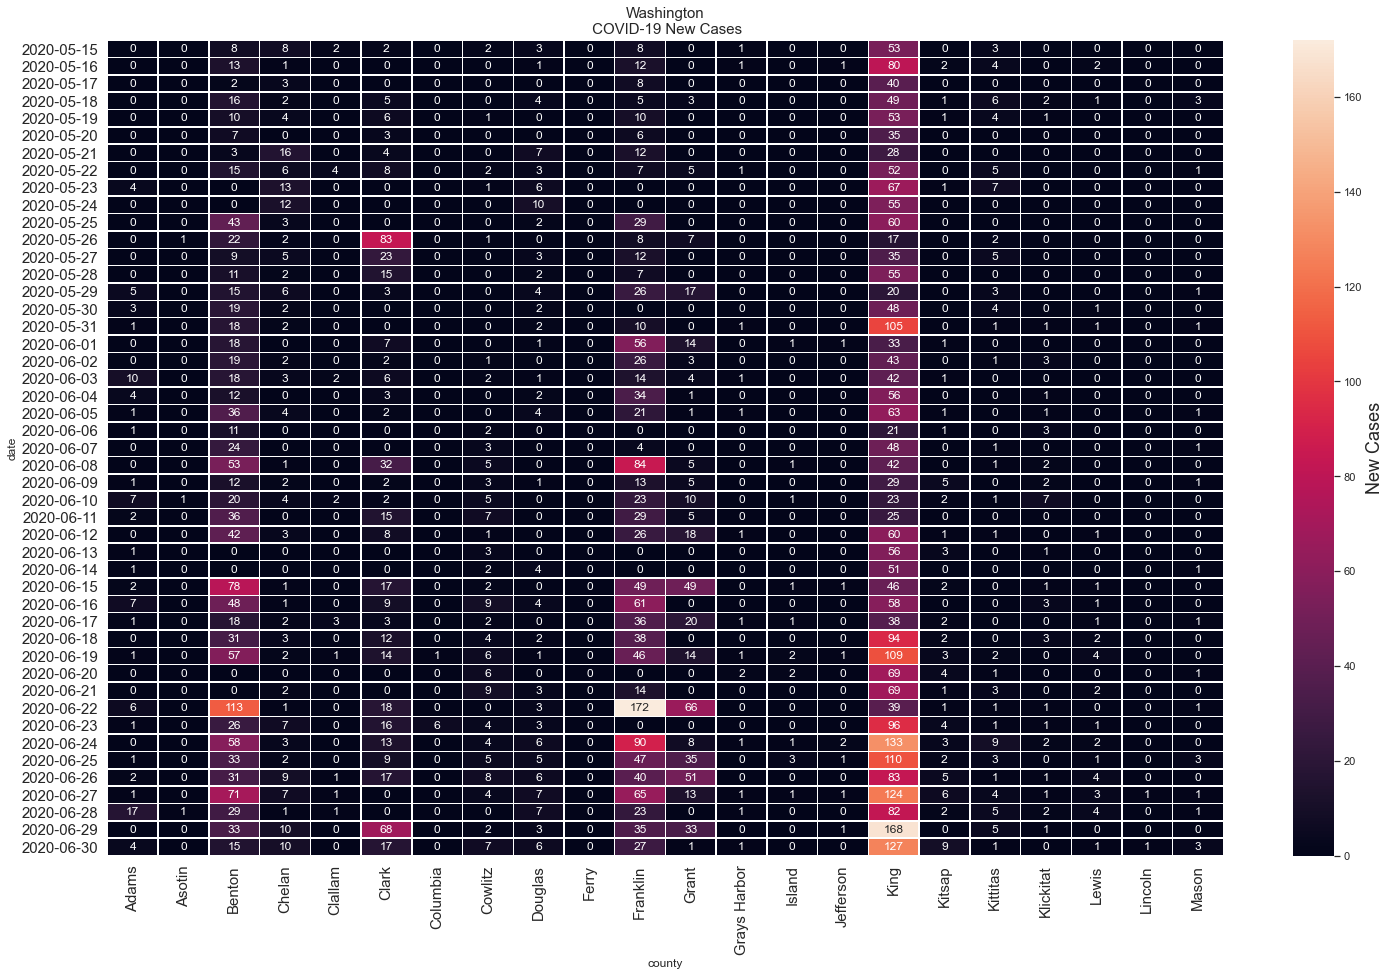 Washington
COVID-19 New Cases
2020-05-15 0 0 8 8 2 2 0 2 3 0 8 0 1 0 0 53 0 3 0 0 0 0
2020-05-16 0 0 13 1 0 0 0 0 1 0 12 0 1 0 1 80 2 4 0 2 0 0
2020-05-17 0 0 2 3 0 0 0 0 0 0 8 0 0 0 0 40 0 0 0 0 0 0
2020-05-18 0 0 16 2 0 5 0 0 4 0 5 3 0 0 0 49 1 6 2 1 0 3
2020-05-19 0 0 10 4 0 6 0 1 0 0 10 0 0 0 0 53 1 4 1 0 0 0
2020-05-20 0 0 7 0 0 3 0 0 0 0 6 0 0 0 0 35 0 0 0 0 0 0
2020-05-21 0 0 3 16 0 4 0 0 7 0 12 0 0 0 0 28 0 0 0 0 0 0
2020-05-22 0 0 15 6 4 8 0 2 3 0 7 5 1 0 0 52 0 5 0 0 0 1
2020-05-23 4 0 0 13 0 0 0 1 6 0 0 0 0 0 0 67 1 7 0 0 0 0
2020-05-24 0 0 0 12 0 0 0 0 10 0 0 0 0 0 0 55 0 0 0 0 0 0
2020-05-25 0 0 43 3 0 0 0 0 2 0 29 0 0 0 0 60 0 0 0 0 0 0
2020-05-26 0 1 22 2 0 83 0 1 0 0 8 7 0 0 0 17 0 2 0 0 0 0
2020-05-27 0 0 9 5 0 23 0 0 3 0 12 0 0 0 0 35 0 5 0 0 0 0
2020-05-28 0 0 11 2 0 15 0 0 2 0 7 0 0 0 0 55 0 0 0 0 0 0
2020-05-29 5 0 15 6 0 3 0 0 4 0 26 17 0 0 0 20 0 3 0 0 0 1
2020-05-30 3 0 19 2 0 0 0 0 2 0 0 0 0 0 0 48 0 4 0 1 0 0
2020-05-31 1 0 18 2 0 0 0 0 2 0 10 0 1 0 0 105 0 1 1 1 0 1
2020-06-01 0 0 18 0 0 7 0 0 1 0 56 14 0 1 1 33 1 0 0 0 0 0
2020-06-02 0 0 19 2 0 2 0 1 0 0 26 3 0 0 0 43 0 1 3 0 0 0
2020-06-03 10 0 18 3 2 6 0 2 1 0 14 4 1 0 0 42 1 0 0 0 0 0
2020-06-04 4 0 12 0 0 3 0 0 2 0 34 1 0 0 0 56 0 0 1 0 0 0
2020-06-05 1 0 36 4 0 2 0 0 4 0 21 1 1 0 0 63 1 0 1 0 0 1
2020-06-06 1 0 11 0 0 0 0 2 0 0 0 0 0 0 0 21 1 0 3 0 0 0
2020-06-07 0 0 24 0 0 0 0 3 0 0 4 0 0 0 0 48 0 1 0 0 0 1
2020-06-08 0 0 53 1 0 32 0 5 0 0 84 5 0 1 0 42 0 1 2 0 0 0
2020-06-09 1 0 12 2 0 2 0 3 1 0 13 5 0 0 0 29 5 0 2 0 0 1
2020-06-10 7 1 20 4 2 2 0 5 0 0 23 10 0 1 0 23 2 1 7 0 0 0
2020-06-11 2 0 36 0 0 15 0 7 0 0 29 5 0 0 0 25 0 0 0 0 0 0
2020-06-12 0 0 42 3 0 8 0 1 0 0 26 18 1 0 0 60 1 1 0 1 0 0
2020-06-13 1 0 0 0 0 0 0 3 0 0 0 0 0 0 0 56 3 0 1 0 0 0
2020-06-14 1 0 0 0 0 0 0 2 4 0 0 0 0 0 0 51 0 0 0 0 0 1
2020-06-15 2 0 78 1 0 17 0 2 0 0 49 49 0 1 1 46 2 0 1 1 0 0
2020-06-16 7 0 48 1 0 9 0 9 4 0 61 0 0 0 0 58 0 0 3 1 0 0
2020-06-17 1 0 18 2 3 3 0 2 0 0 36 20 1 1 0 38 2 0 0 1 0 1
2020-06-18 0 0 31 3 0 12 0 4 2 0 38 0 0 0 0 94 2 0 3 2 0 0
2020-06-19 1 0 57 2 1 14 1 6 1 0 46 14 1 2 1 109 3 2 0 4 0 0
2020-06-20 0 0 0 0 0 0 0 6 0 0 0 0 2 2 0 69 4 1 0 0 0 1
2020-06-21 0 0 0 2 0 0 0 9 3 0 14 0 0 0 0 69 1 3 0 2 0 0
2020-06-22 6 0 113 1 0 18 0 0 3 0 172 66 0 0 0 39 1 1 1 0 0 1
2020-06-23 1 0 26 7 0 16 6 4 3 0 0 0 0 0 0 96 4 1 1 1 0 0
2020-06-24 0 0 58 3 0 13 0 4 6 0 90 8 1 1 2 133 3 9 2 2 0 0
2020-06-25 1 0 33 2 0 9 0 5 5 0 47 35 0 3 1 110 2 3 0 1 0 3
2020-06-26 2 0 31 9 1 17 0 8 6 0 40 51 0 0 0 83 5 1 1 4 0 0
2020-06-27 1 0 71 7 1 0 0 4 7 0 65 13 1 1 1 124 6 4 1 3 1 1
2020-06-28 17 1 29 1 1 0 0 0 7 0 23 0 1 0 0 82 2 5 2 4 0 1
2020-06-29 0 0 33 10 0 68 0 2 3 0 35 33 0 0 1 168 0 5 1 0 0 0
2020-06-30 4 0 15 10 0 17 0 7 6 0 27 1 1 0 0 127 9 1 0 1 1 3
date
Adams Asotin Benton Chelan Clallam Clark Columbia Cowlitz Douglas Ferry Franklin Grant Grays Harbor Island Jefferson King Kitsap Kittitas Klickitat Lewis Lincoln Mason
county
160
140
120
100
80
60
40
20
0
New Cases